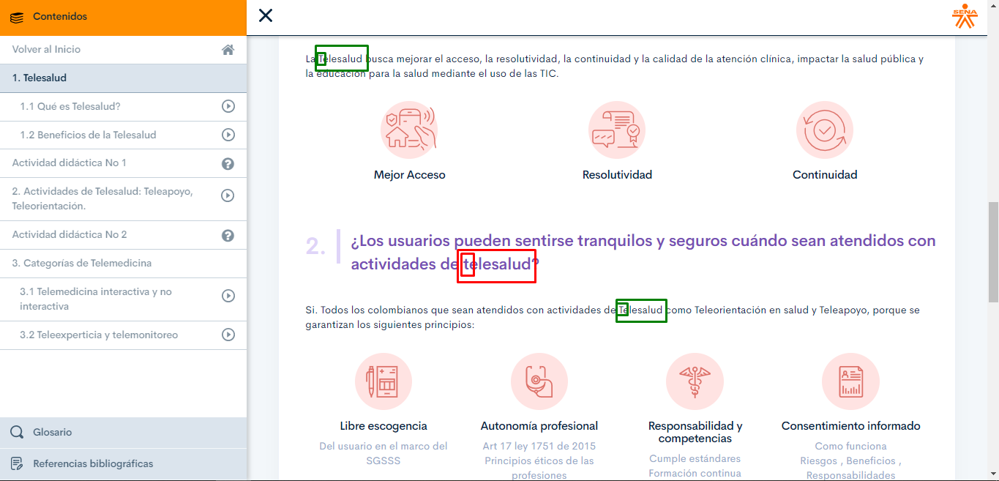 Contenidos
SENA
Volver al Inicio
1. Telesalud
1.1 Qué es Telesalud?
1.2 Beneficios de la Telesalud
Actividad didáctica No 1
2. Actividades de Telesalud: Teleapoyo,
Teleorientación.
Actividad didáctica No 2
3. Categorías de Telemedicina
3.1 Telemedicina interactiva y no
interactiva
3.2 Teleexperticia y telemonitoreo
Glosario
Referencias bibliográficas
La Telesalud busca mejorar el acceso, la resolutividad, la continuidad y la calidad de la atención clínica, impactar la salud pública y
la educación para la salud mediante el uso de las TIC.
Mejor Acceso
Resolutividad
Continuidad
2. ¿Los usuarios pueden sentirse tranquilos y seguros cuándo sean atendidos con
actividades de telesalud?
Si. Todos los colombianos que sean atendidos con actividades de Telesalud como Teleorientación en salud y Teleapoyo, porque se
garantizan los siguientes principios:
Libre escogencia
Del usuario en el marco del
SGSSS
Autonomía profesional
Art 17 ley 1751 de 2015
Principios éticos de las
profesiones
Responsabilidad y
competencias
Cumple estándares
Formación continua
Consentimiento informado
Como funciona
Riesgos , Beneficios ,
Responsabilidades